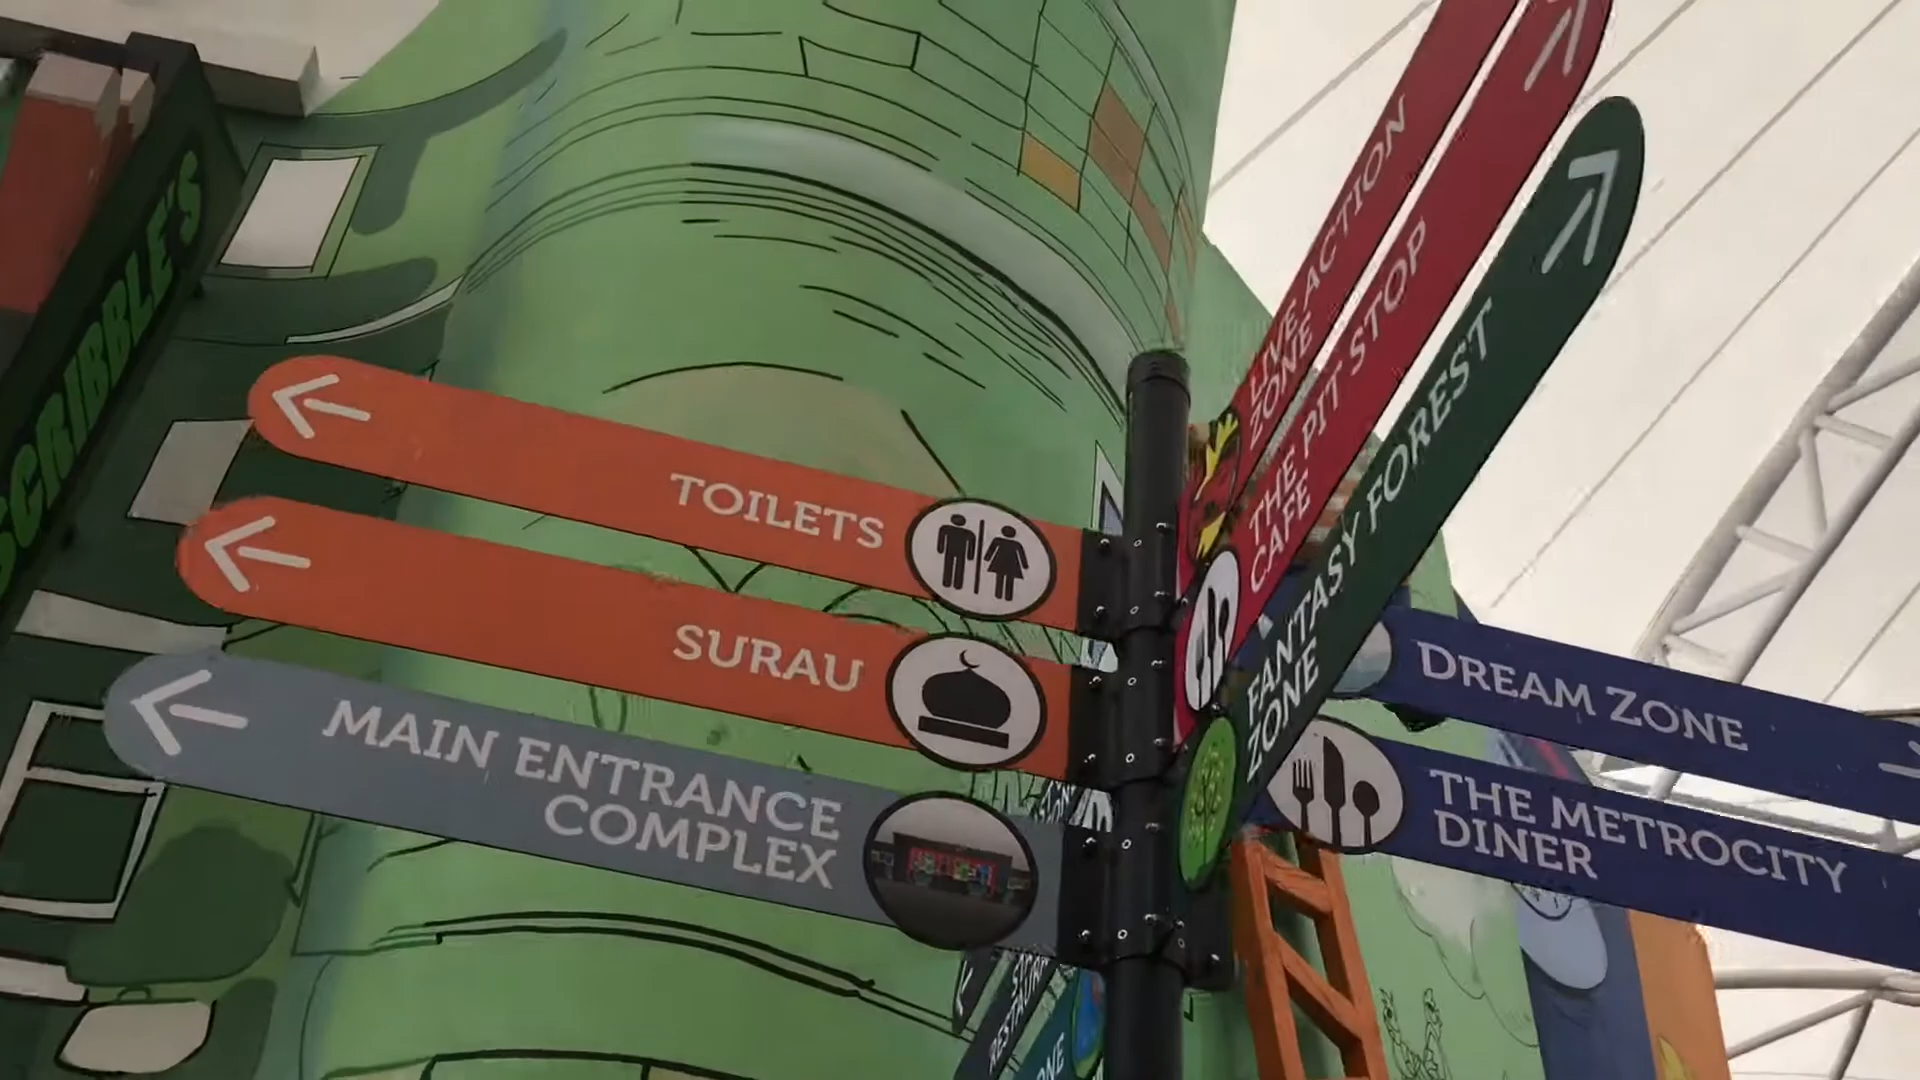 SCRIBBLE'S
TOILETS
SURAU
MAIN ENTRANCE
COMPLEX
LIVE ACTION
ZONE
THE PIT STOP
CAFE
FANTASY FOREST
ZONE
DREAM ZONE
THE METROCITY
DINER